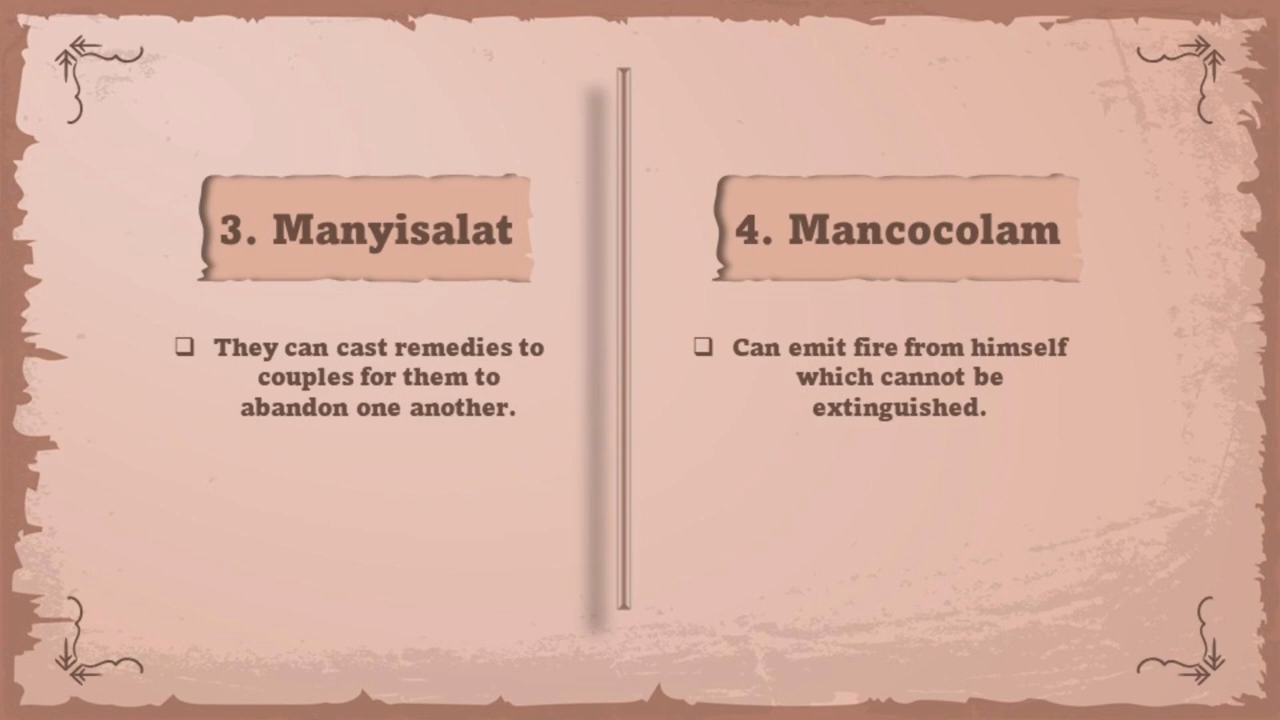 3. Manyisalat
❑ They can cast remedies to
couples for them to
abandon one another.
4. Mancocolam
❑ Can emit fire from himself
which cannot be
extinguished.